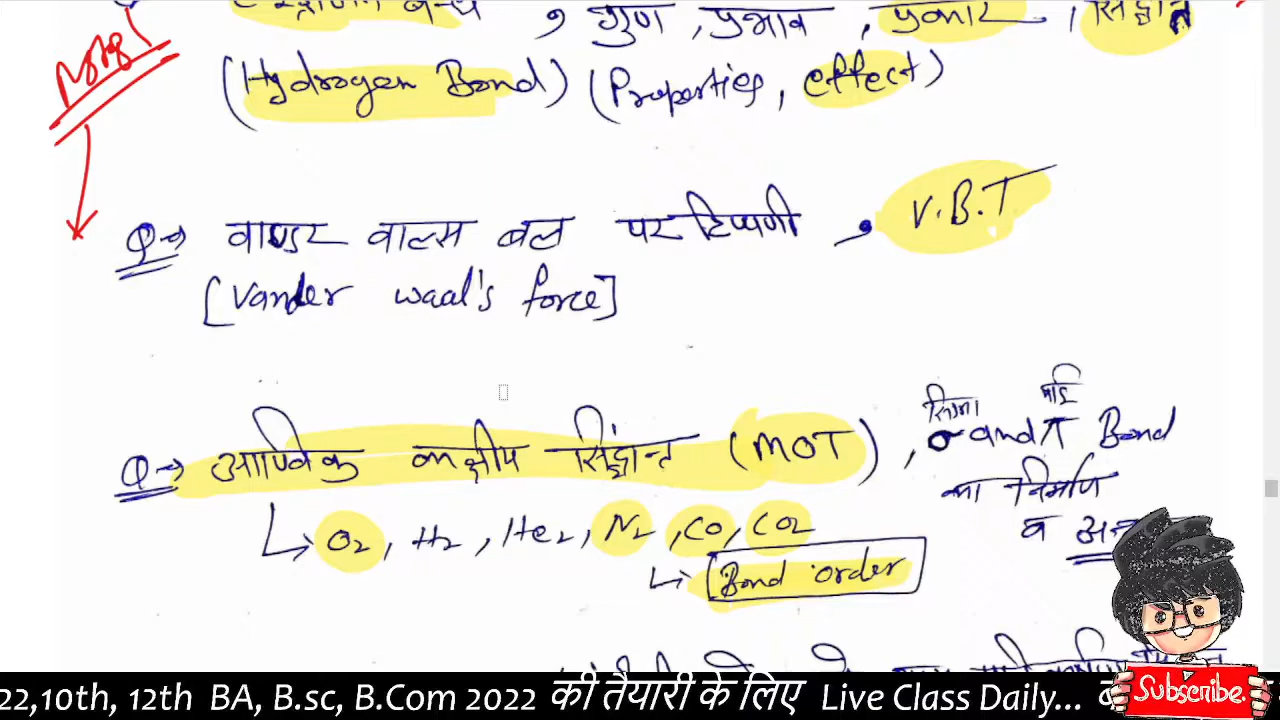 , गुण, प्रभाव, प्रकार, सिद्धांत
(Hydrogen Bond) (Properties, effect)
Q→ वाण्डर वाल्स बल पर टिप्पणी , V.B.T
[Vander waal's force]
Q→ आण्विक कक्षीय सिद्धान्त (MOT), σ and π Bond
सिग्मा पाई
का निर्माण
व
↳ O2, H2, He2, N2, CO, CO2
↳ Bond order
22,10th, 12th BA, B.sc, B.Com 2022 की तैयारी के लिए Live Class Daily...
Subscribe